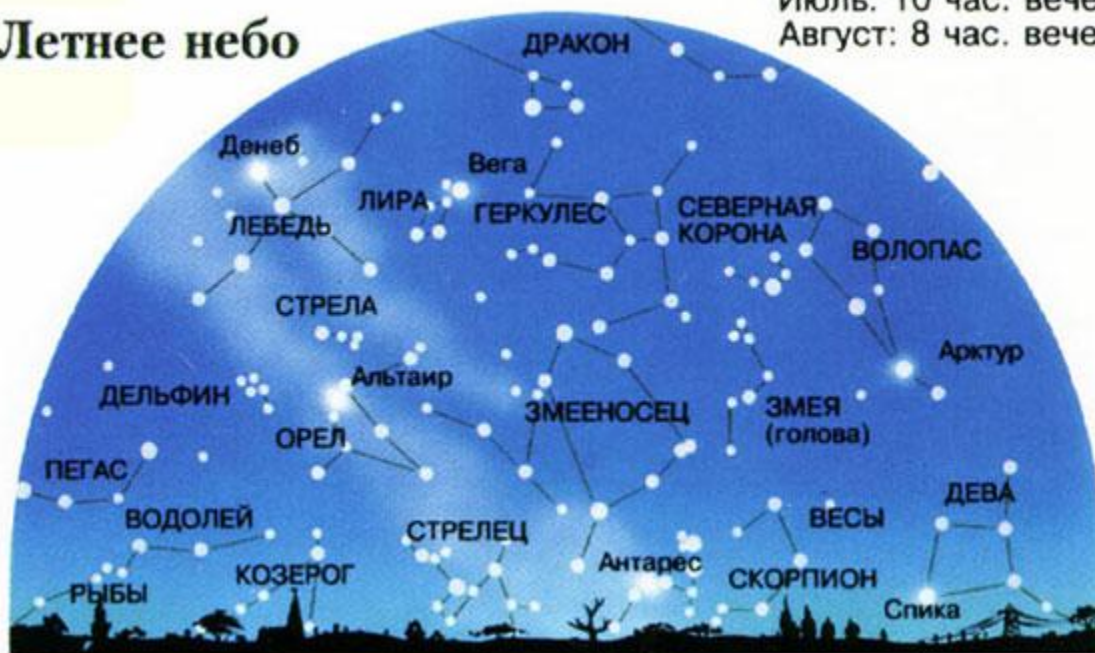 Летнее небо
Июль: 10 час. вече
Август: 8 час. вече
ДРАКОН
Денеб
Вега
ЛИРА
ГЕРКУЛЕС
СЕВЕРНАЯ
КОРОНА
ЛЕБЕДЬ
ВОЛОПАС
СТРЕЛА
Арктур
Альтаир
ДЕЛЬФИН
ЗМЕЕНОСЕЦ
ЗМЕЯ
(голова)
ОРЕЛ
ПЕГАС
ДЕВА
ВОДОЛЕЙ
СТРЕЛЕЦ
ВЕСЫ
Антарес
КОЗЕРОГ
СКОРПИОН
РЫБЫ
Спика